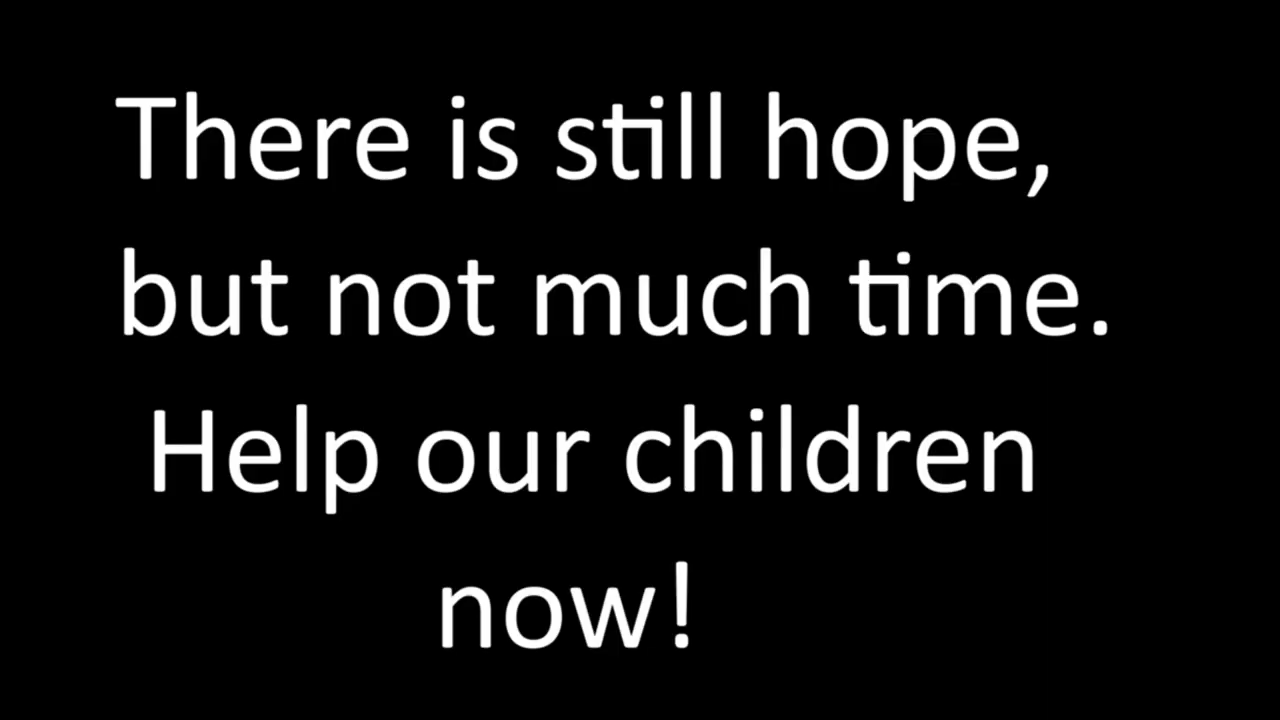 There is still hope,
but not much time.
Help our children
now!